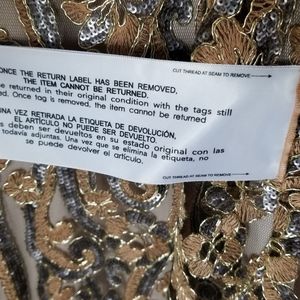 CUT THREAD AT SEAM TO REMOVE
ONCE THE RETURN LABEL HAS BEEN REMOVED,
THE ITEM CANNOT BE RETURNED.
be returned in their original condition with the tags still
ed. Once tag is removed, the item cannot be returned
UNA VEZ RETIRADA LA ETIQUETA DE DEVOLUCIÓN,
EL ARTÍCULO NO PUEDE SER DEVUELTO
s deben ser devueltos en su estado original con las
todavía adjuntas. Una vez que se elimina la etiqueta, no
se puede devolver el artículo.
CUT THREAD AT SEAM TO REMOVE